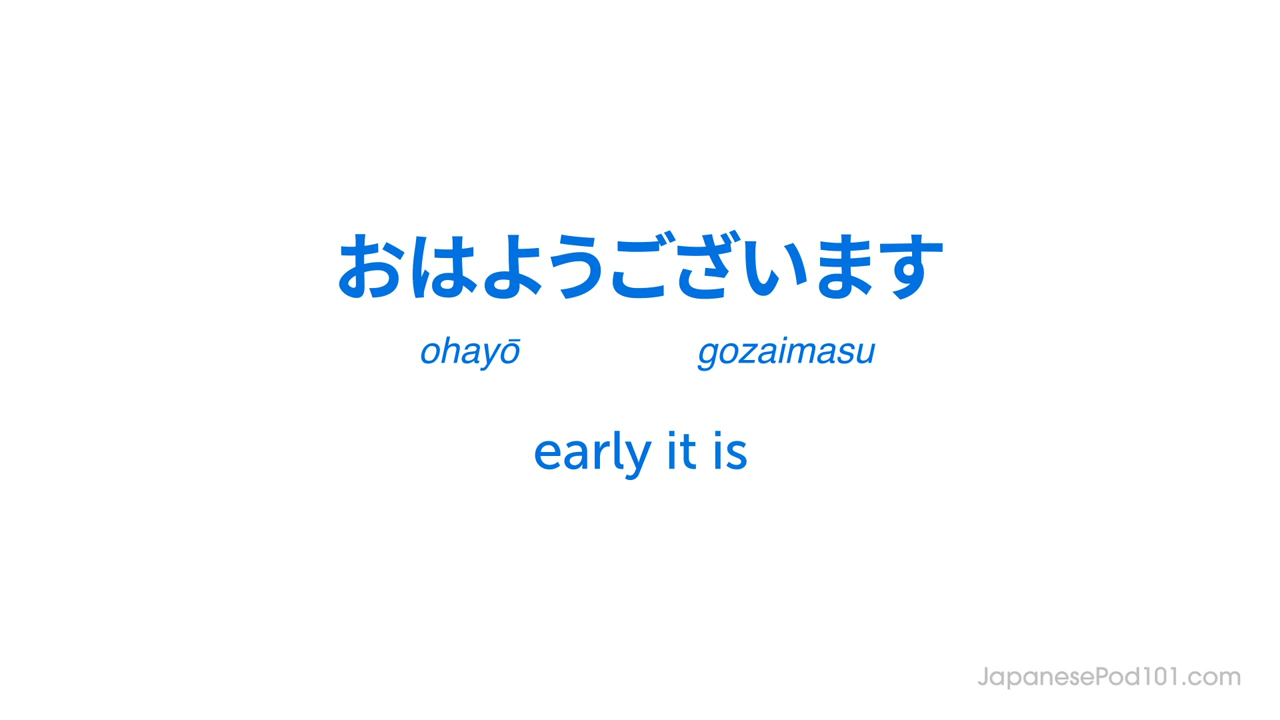 おはようございます
ohayō gozaimasu
early it is
JapanesePod101.com